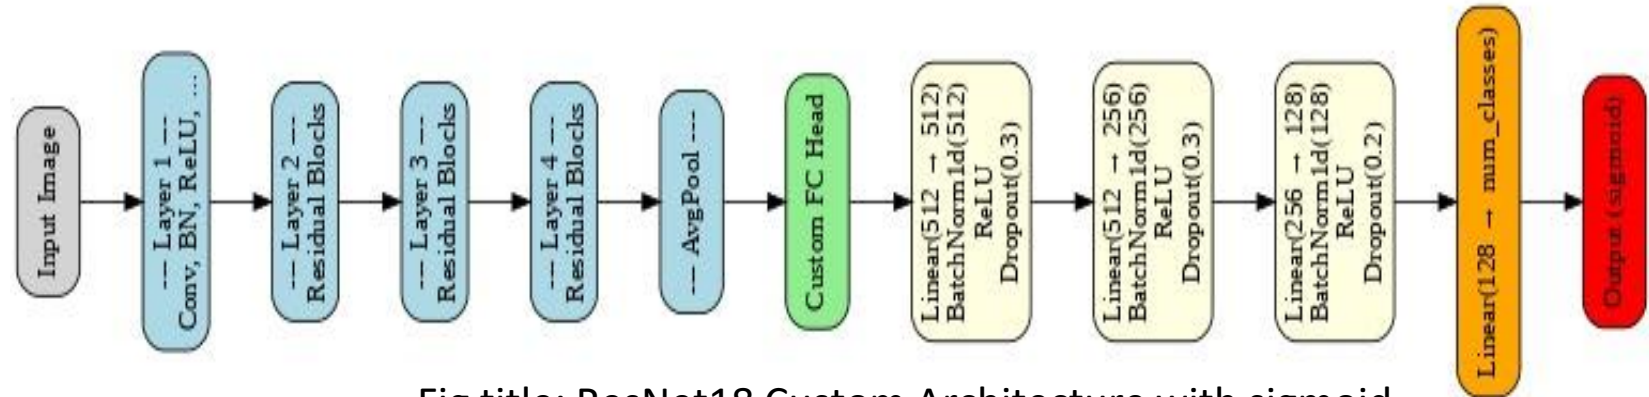 Input Image
--- Layer 1 ---
Conv, BN, ReLU, ...
--- Layer 2 ---
Residual Blocks
--- Layer 3 ---
Residual Blocks
--- Layer 4 ---
Residual Blocks
--- AvgPool ---
Custom FC Head
Linear(512 → 512)
BatchNorm1d(512)
ReLU
Dropout(0.3)
Linear(512 → 256)
BatchNorm1d(256)
ReLU
Dropout(0.3)
Linear(256 → 128)
BatchNorm1d(128)
ReLU
Dropout(0.2)
Linear(128 → num_classes)
Output (sigmoid)
Fig title: ResNet18 Custom Architecture with sigmoid